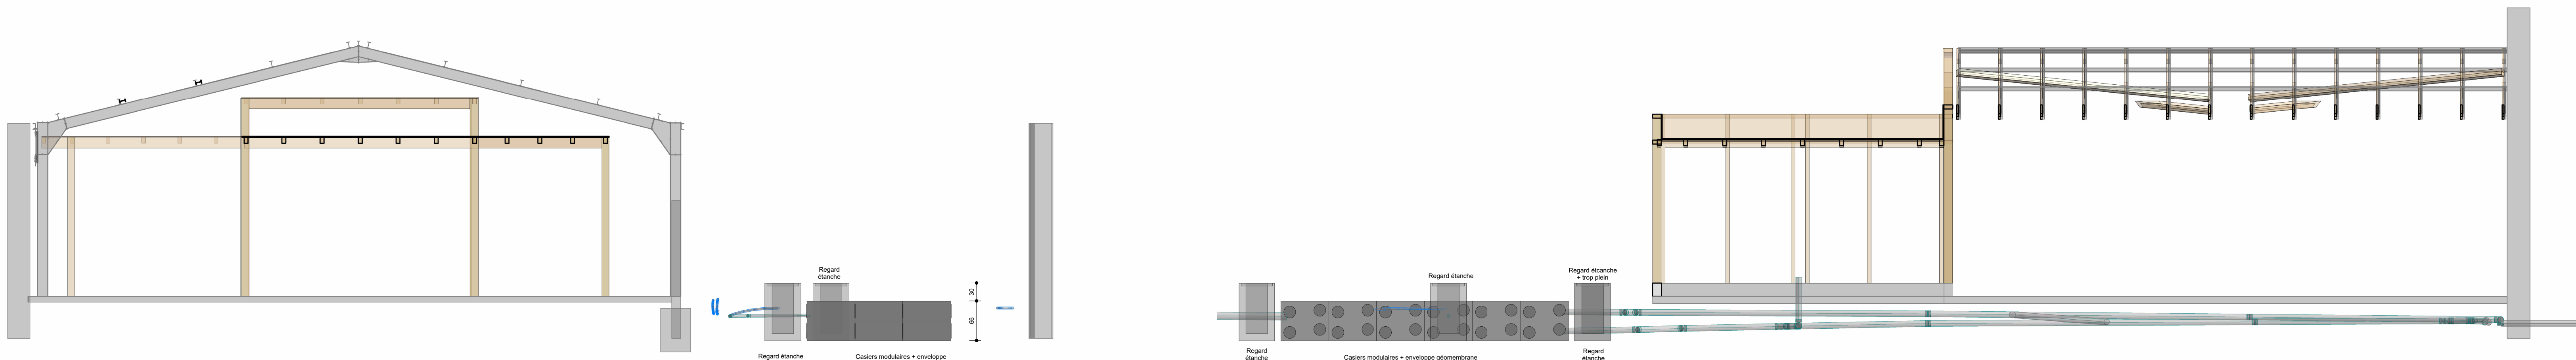 Regard
étanche
30
66
Regard étanche
Casiers modulaires + enveloppe
Regard étanche
Regard étcanche
+ trop plein
Regard
étanche
Casiers modulaires + enveloppe géomembrane
Regard
étanche